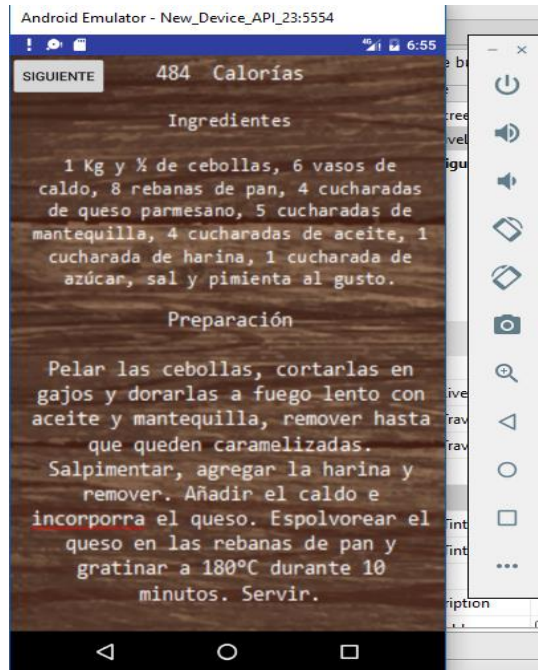 Android Emulator - New_Device_API_23:5554
4G 6:55
SIGUIENTE 484 Calorías
Ingredientes
1 Kg y ½ de cebollas, 6 vasos de
caldo, 8 rebanas de pan, 4 cucharadas
de queso parmesano, 5 cucharadas de
mantequilla, 4 cucharadas de aceite, 1
cucharada de harina, 1 cucharada de
azúcar, sal y pimienta al gusto.
Preparación
Pelar las cebollas, cortarlas en
gajos y dorarlas a fuego lento con
aceite y mantequilla, remover hasta
que queden caramelizadas.
Salpimentar, agregar la harina y
remover. Añadir el caldo e
incorporra el queso. Espolvorear el
queso en las rebanas de pan y
gratinar a 180ºC durante 10
minutos. Servir.